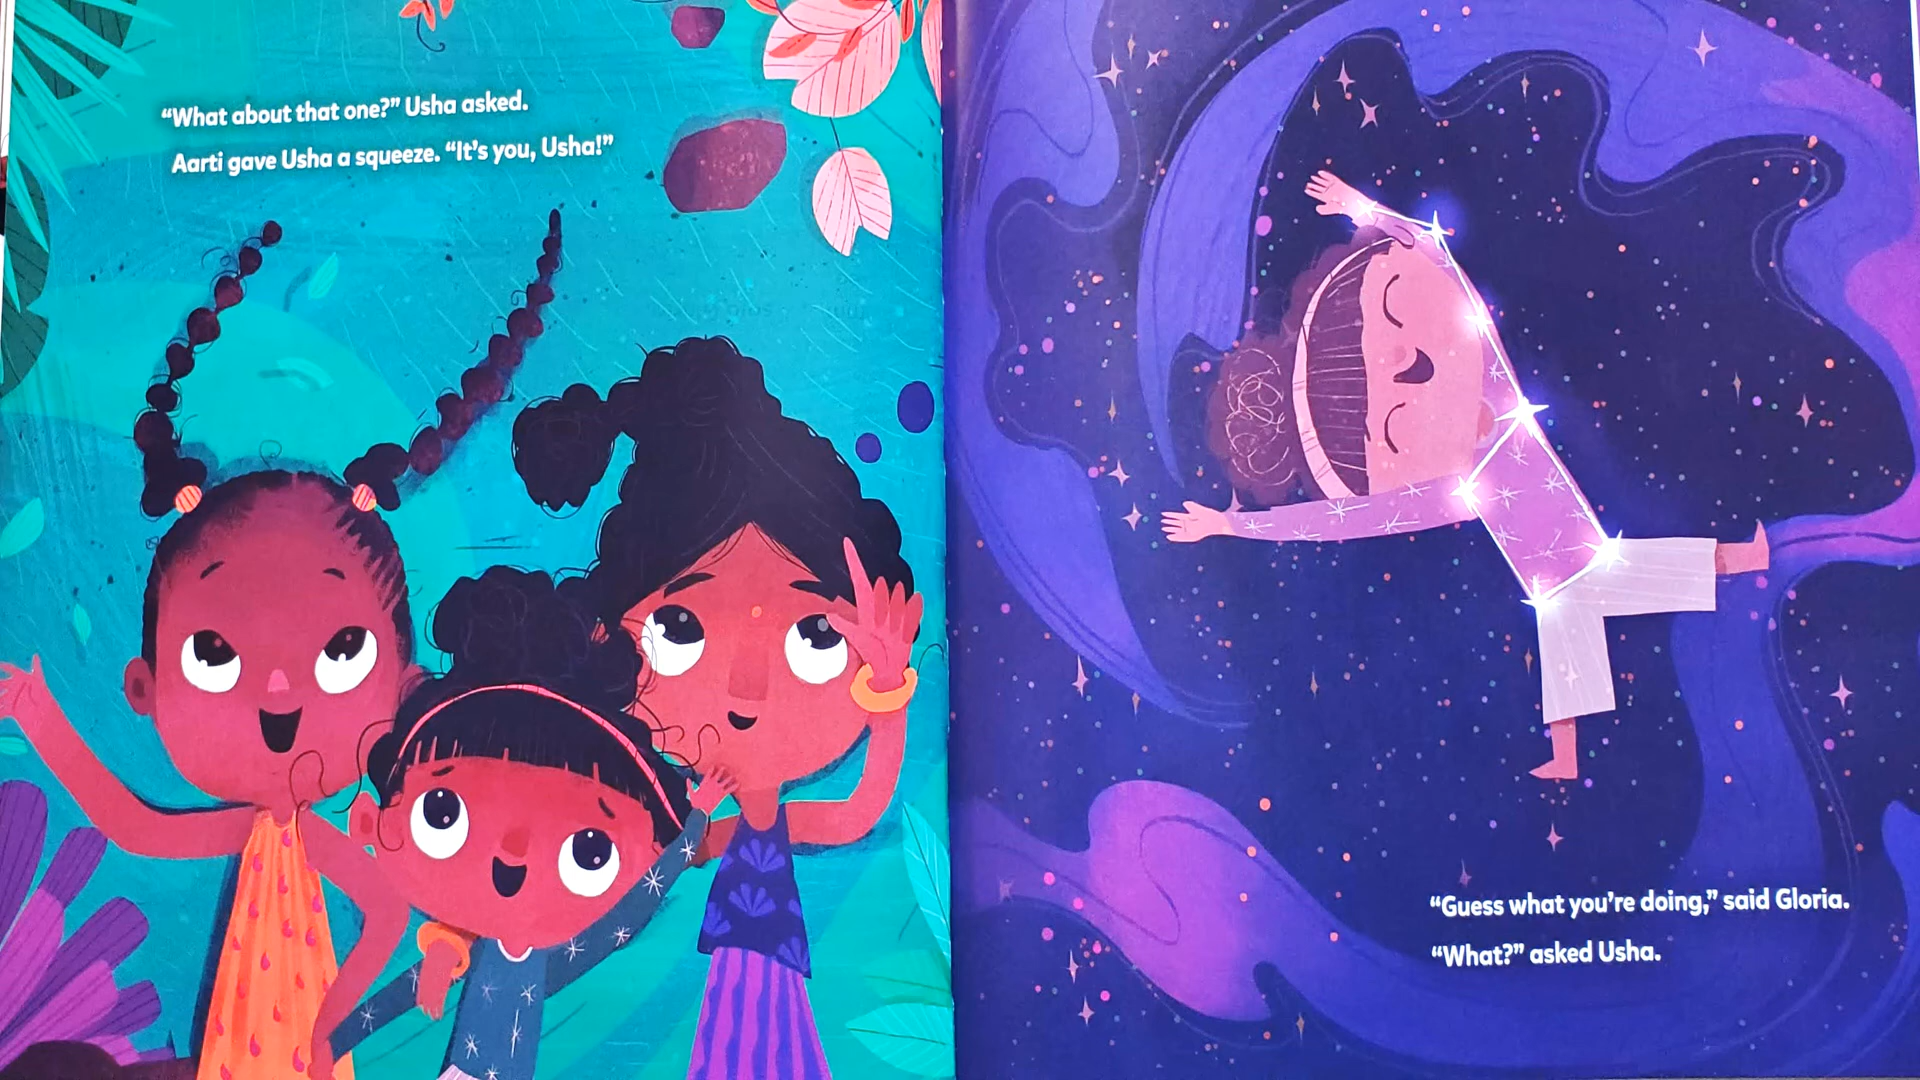 “What about that one?” Usha asked.
Aarti gave Usha a squeeze. “It’s you, Usha!”
“Guess what you’re doing,” said Gloria.
“What?” asked Usha.